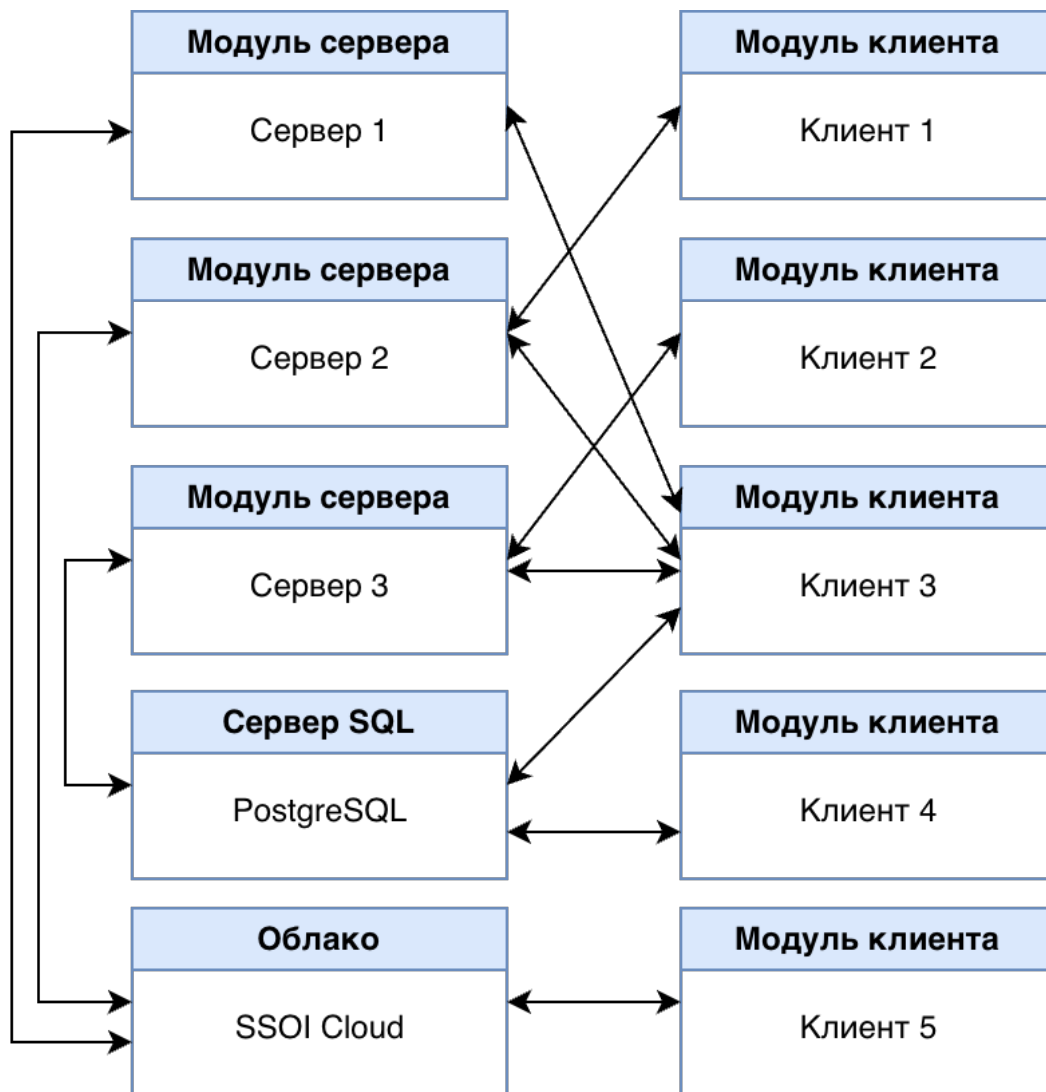 Модуль сервера
Сервер 1
Модуль клиента
Клиент 1
Модуль сервера
Сервер 2
Модуль клиента
Клиент 2
Модуль сервера
Сервер 3
Модуль клиента
Клиент 3
Сервер SQL
PostgreSQL
Модуль клиента
Клиент 4
Облако
SSOI Cloud
Модуль клиента
Клиент 5